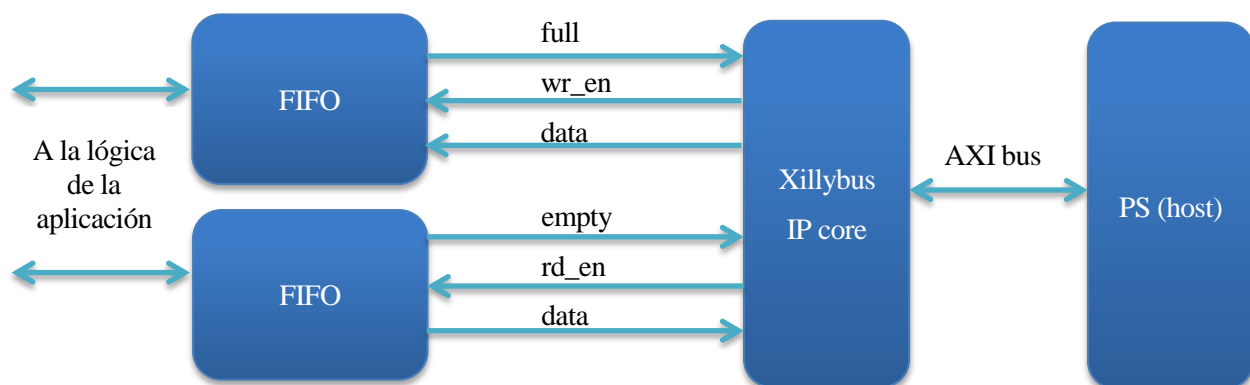 full
FIFO
wr_en
data
A la lógica
de la
aplicación
Xillybus
IP core
AXI bus
PS (host)
empty
FIFO
rd_en
data